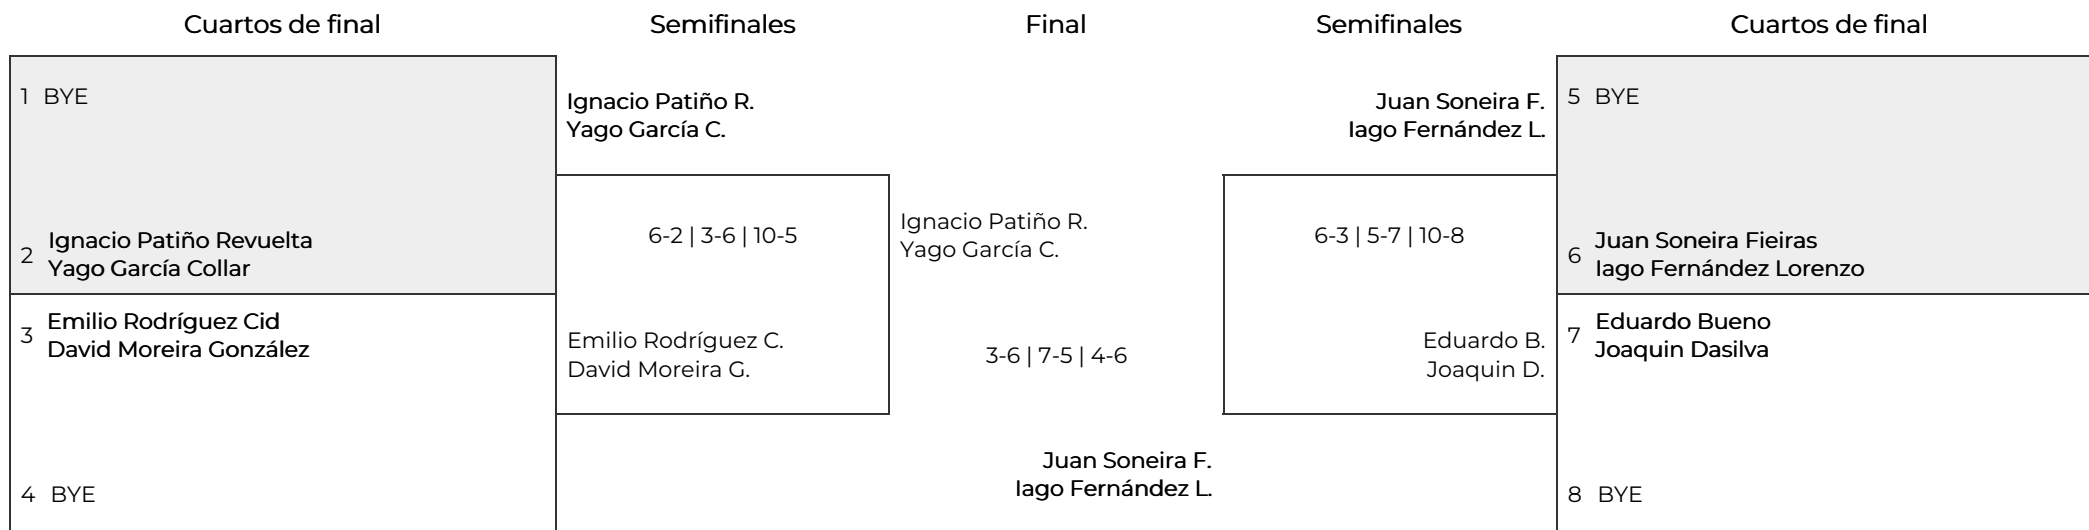 Cuartos de final
Semifinales
Final
Semifinales
Cuartos de final
1 BYE
2 Ignacio Patiño Revuelta
Yago García Collar
3 Emilio Rodríguez Cid
David Moreira González
4 BYE
Ignacio Patiño R.
Yago García C.
6-2 | 3-6 | 10-5
Emilio Rodríguez C.
David Moreira G.
Ignacio Patiño R.
Yago García C.
3-6 | 7-5 | 4-6
Juan Soneira F.
Iago Fernández L.
Juan Soneira F.
Iago Fernández L.
6-3 | 5-7 | 10-8
Eduardo B.
Joaquin D.
5 BYE
6 Juan Soneira Fieiras
Iago Fernández Lorenzo
7 Eduardo Bueno
Joaquin Dasilva
8 BYE